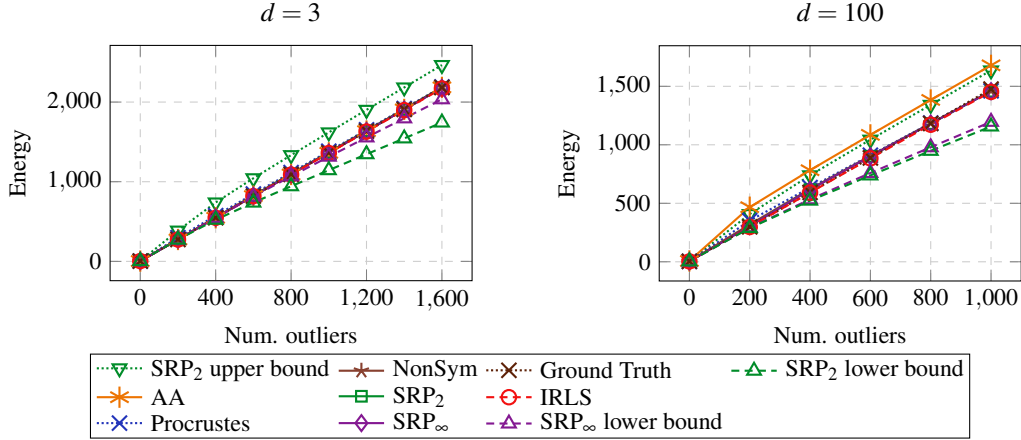 d = 3
d = 100
2,000
1,000
0
Energy
0 400 800 1,200 1,600
Num. outliers
1,500
1,000
500
0
Energy
0 200 400 600 800 1,000
Num. outliers
SRP₂ upper bound NonSym Ground Truth SRP₂ lower bound
AA SRP₂ IRLS
Procrustes SRP∞ SRP∞ lower bound